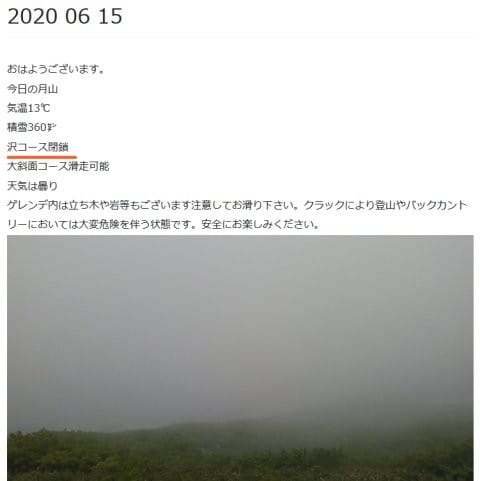 2020 06 15
おはようございます。
今日の月山
気温13℃
積雪360㌢
沢コース閉鎖
大斜面コース滑走可能
天気は曇り
ゲレンデ内は立ち木や岩等もございます注意してお滑り下さい。クラックにより登山やバックカント
リーにおいては大変危険を伴う状態です。安全にお楽しみください。